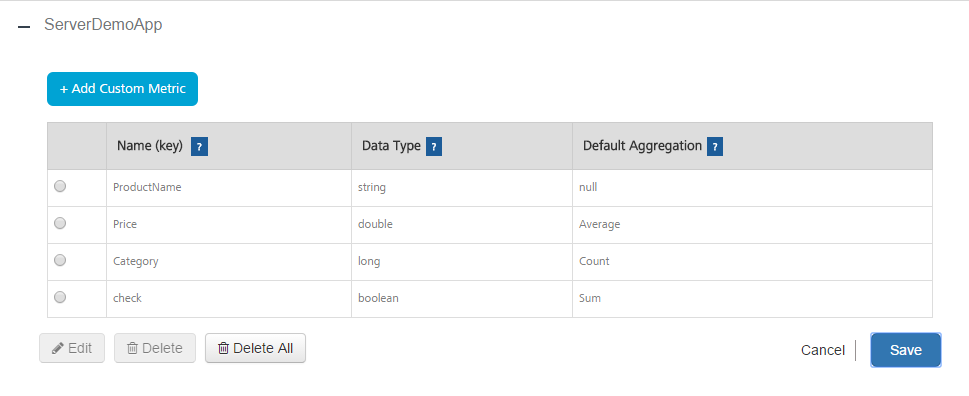 ServerDemoApp
+ Add Custom Metric
Name (key) ? Data Type ? Default Aggregation ?
ProductName string null
Price double Average
Category long Count
check boolean Sum
Edit Delete Delete All Cancel Save